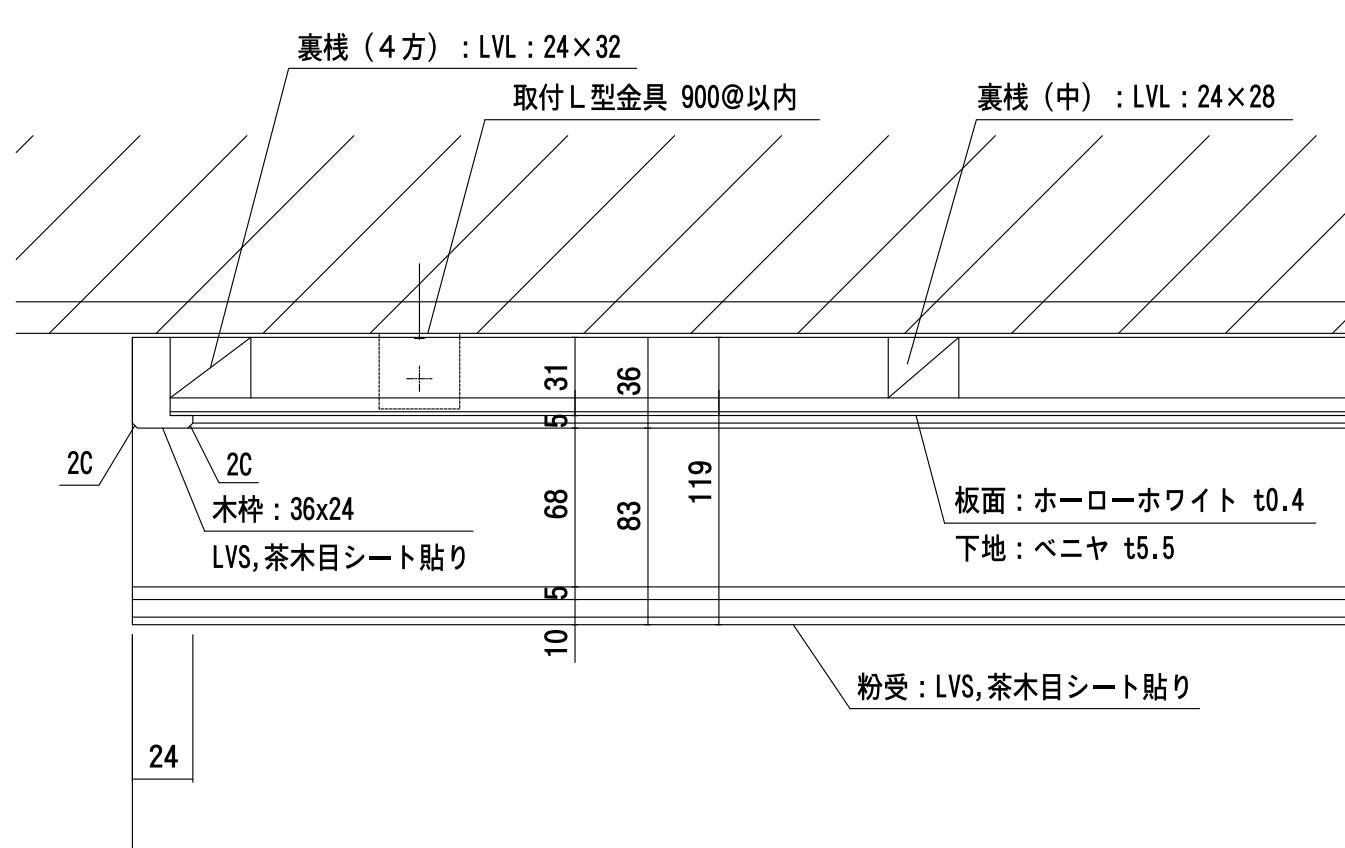 裏桟（４方）：LVL：24×32
取付Ｌ型金具 900@以内
裏桟（中）：LVL：24×28
31
36
5
119
2C
2C
68
83
木枠：36x24
LVS,茶木目シート貼り
板面：ホーローホワイト t0.4
下地：ベニヤ t5.5
5
10
粉受：LVS,茶木目シート貼り
24